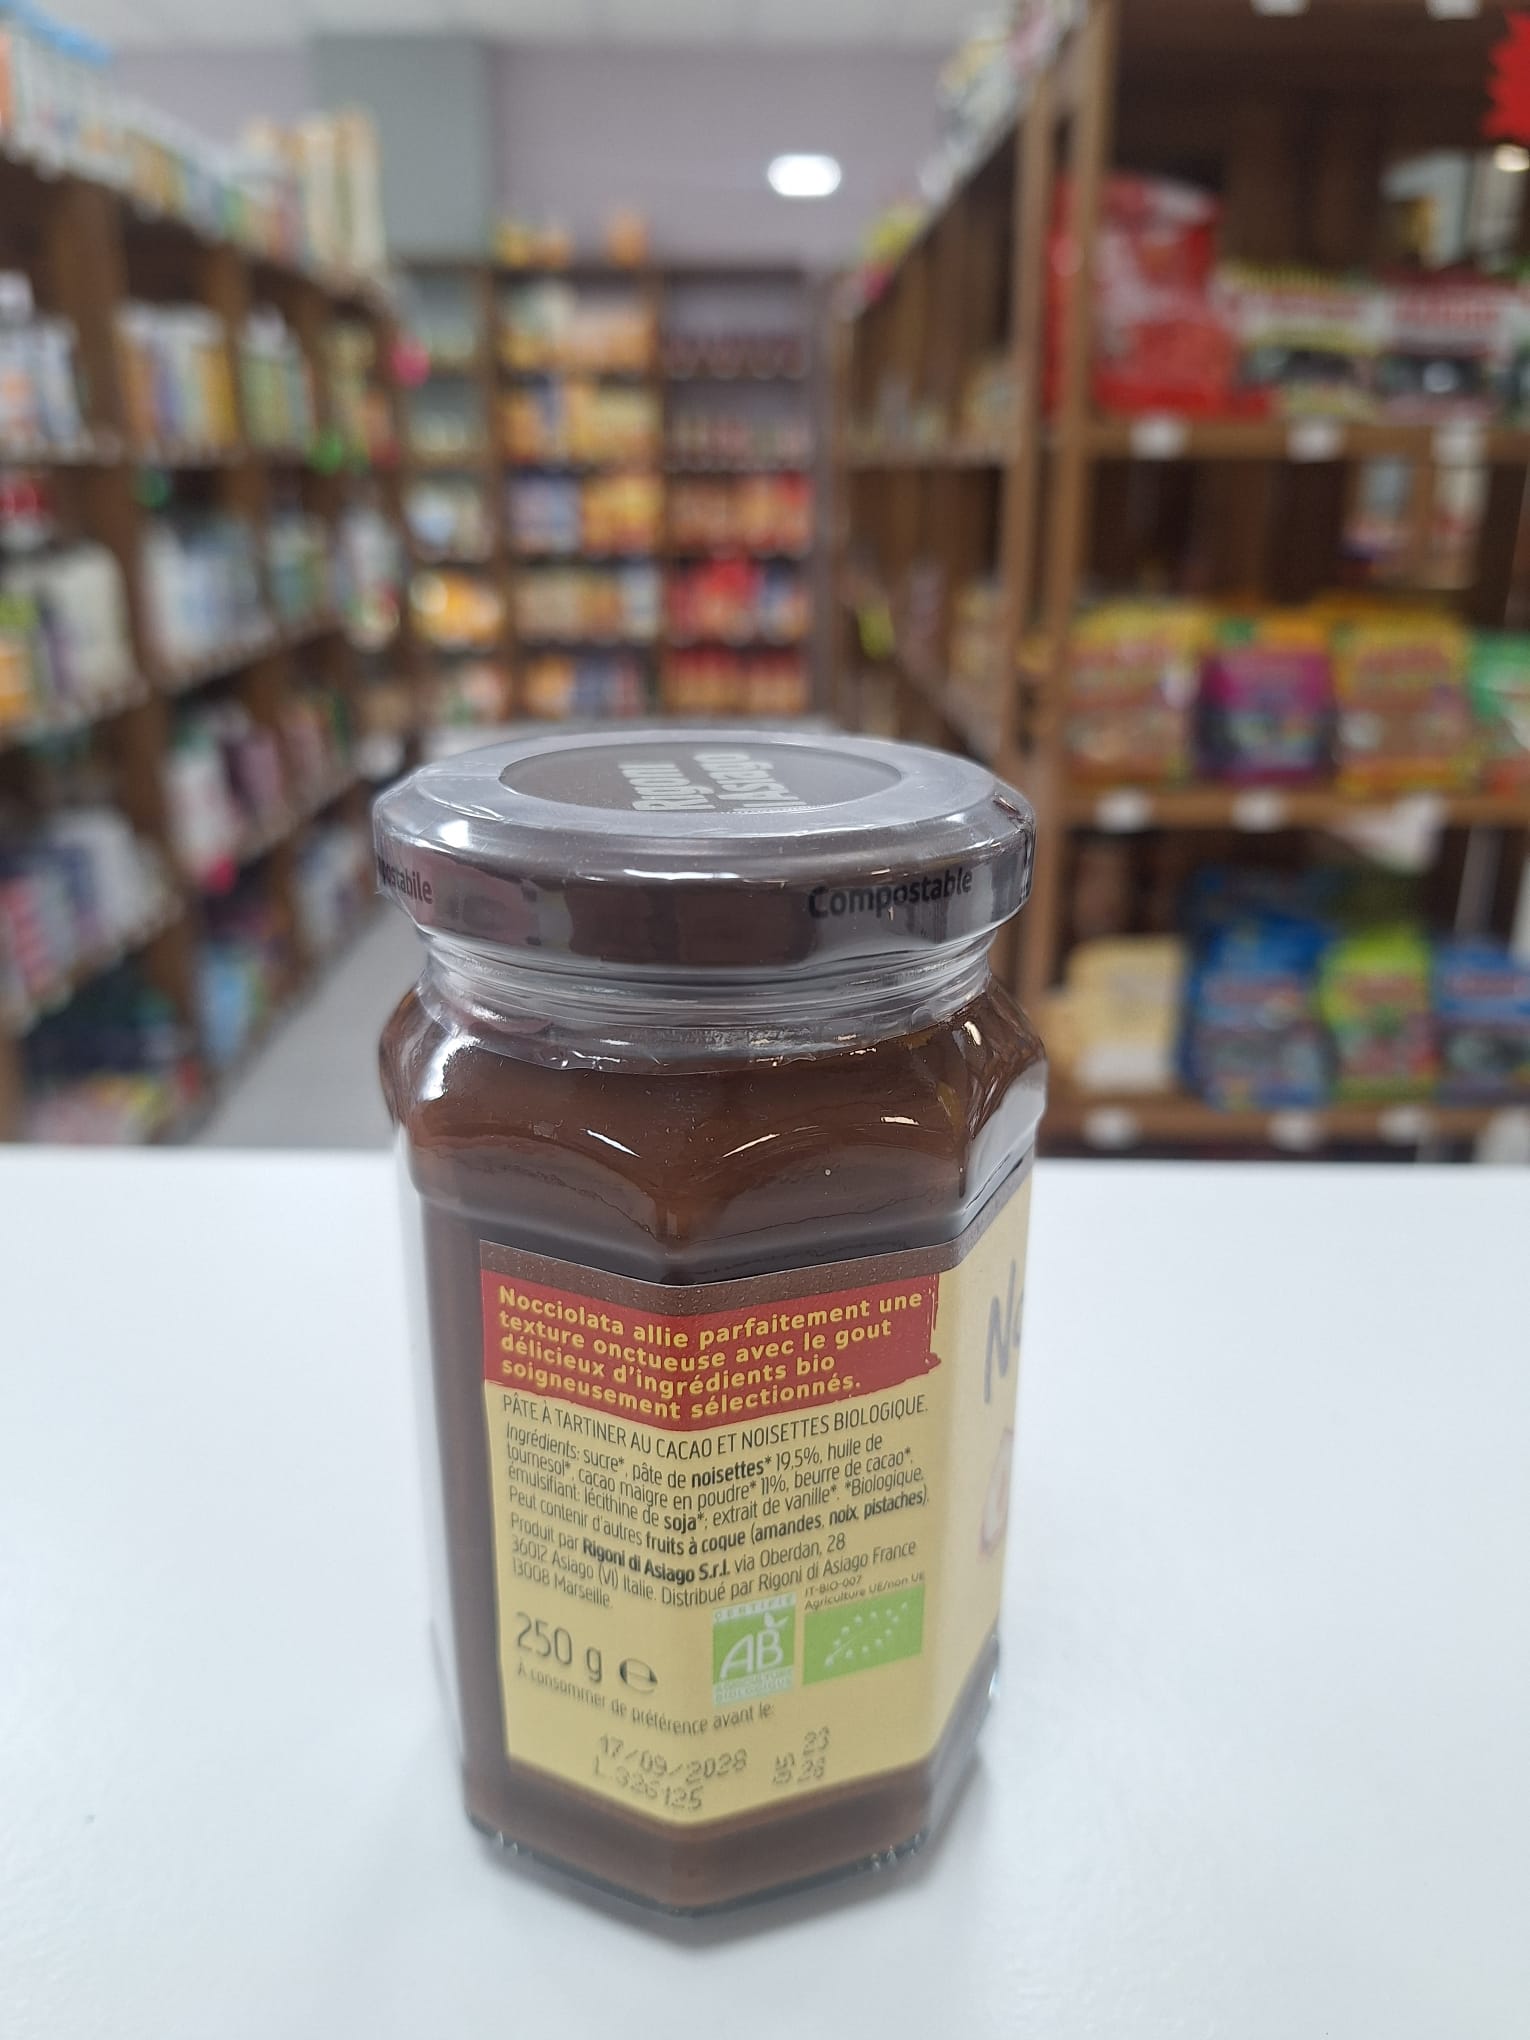 Rigoni
di Asiago
Compostable
Nocciolata allie parfaitement une
texture onctueuse avec le gout
délicieux d'ingrédients bio
soigneusement sélectionnés.
PÂTE À TARTINER AU CACAO ET NOISETTES BIOLOGIQUE.
Ingrédients: sucre*, pâte de noisettes* 19,5%, huile de
tournesol*, cacao maigre en poudre* 11%, beurre de cacao*,
émulsifiant: lécithine de soja*; extrait de vanille*. *Biologique.
Peut contenir d'autres fruits à coque (amandes, noix, pistaches).
Produit par Rigoni di Asiago S.r.l. via Oberdan, 28
36012 Asiago (VI) Italie. Distribué par Rigoni di Asiago France
13008 Marseille.
IT-BIO-007
Agriculture UE/non UE
CERTIFIÉ
AB
AGRICULTURE
BIOLOGIQUE
250 g e
À consommer de préférence avant le:
17/09/2028
L 326125